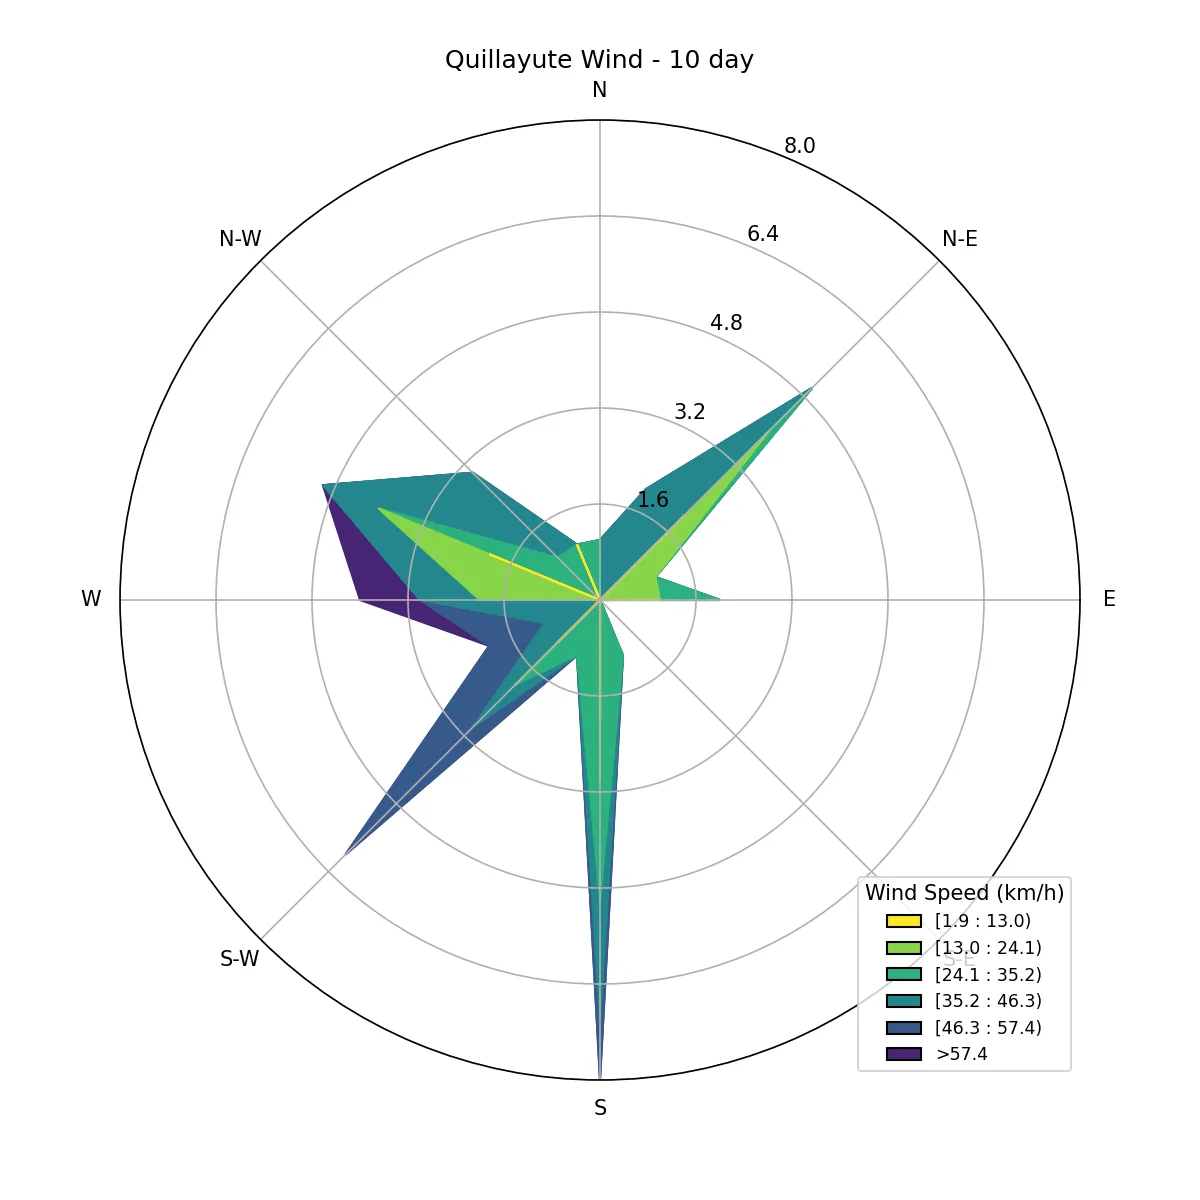 Quillayute Wind - 10 day
N
8.0
N-W
6.4
N-E
4.8
3.2
1.6
W
E
S-W
S-E
S
Wind Speed (km/h)
[1.9 : 13.0)
[13.0 : 24.1)
[24.1 : 35.2)
[35.2 : 46.3)
[46.3 : 57.4)
>57.4